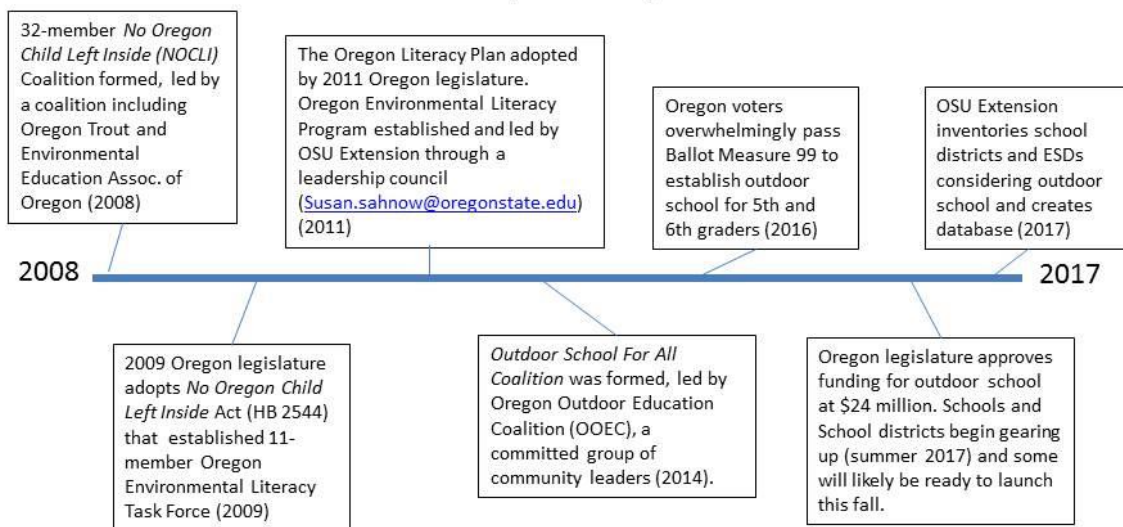 32-member No Oregon
Child Left Inside (NOCLI)
Coalition formed, led by
a coalition including
Oregon Trout and
Environmental
Education Assoc. of
Oregon (2008)
The Oregon Literacy Plan adopted
by 2011 Oregon legislature.
Oregon Environmental Literacy
Program established and led by
OSU Extension through a
leadership council
(Susan.sahnow@oregonstate.edu)
(2011)
Oregon voters
overwhelmingly pass
Ballot Measure 99 to
establish outdoor
school for 5th and
6th graders (2016)
OSU Extension
inventories school
districts and ESDs
considering outdoor
school and creates
database (2017)
2008
2017
2009 Oregon legislature
adopts No Oregon Child
Left Inside Act (HB 2544)
that established 11-
member Oregon
Environmental Literacy
Task Force (2009)
Outdoor School For All
Coalition was formed, led by
Oregon Outdoor Education
Coalition (OOEC), a
committed group of
community leaders (2014).
Oregon legislature approves
funding for outdoor school
at $24 million. Schools and
School districts begin gearing
up (summer 2017) and some
will likely be ready to launch
this fall.